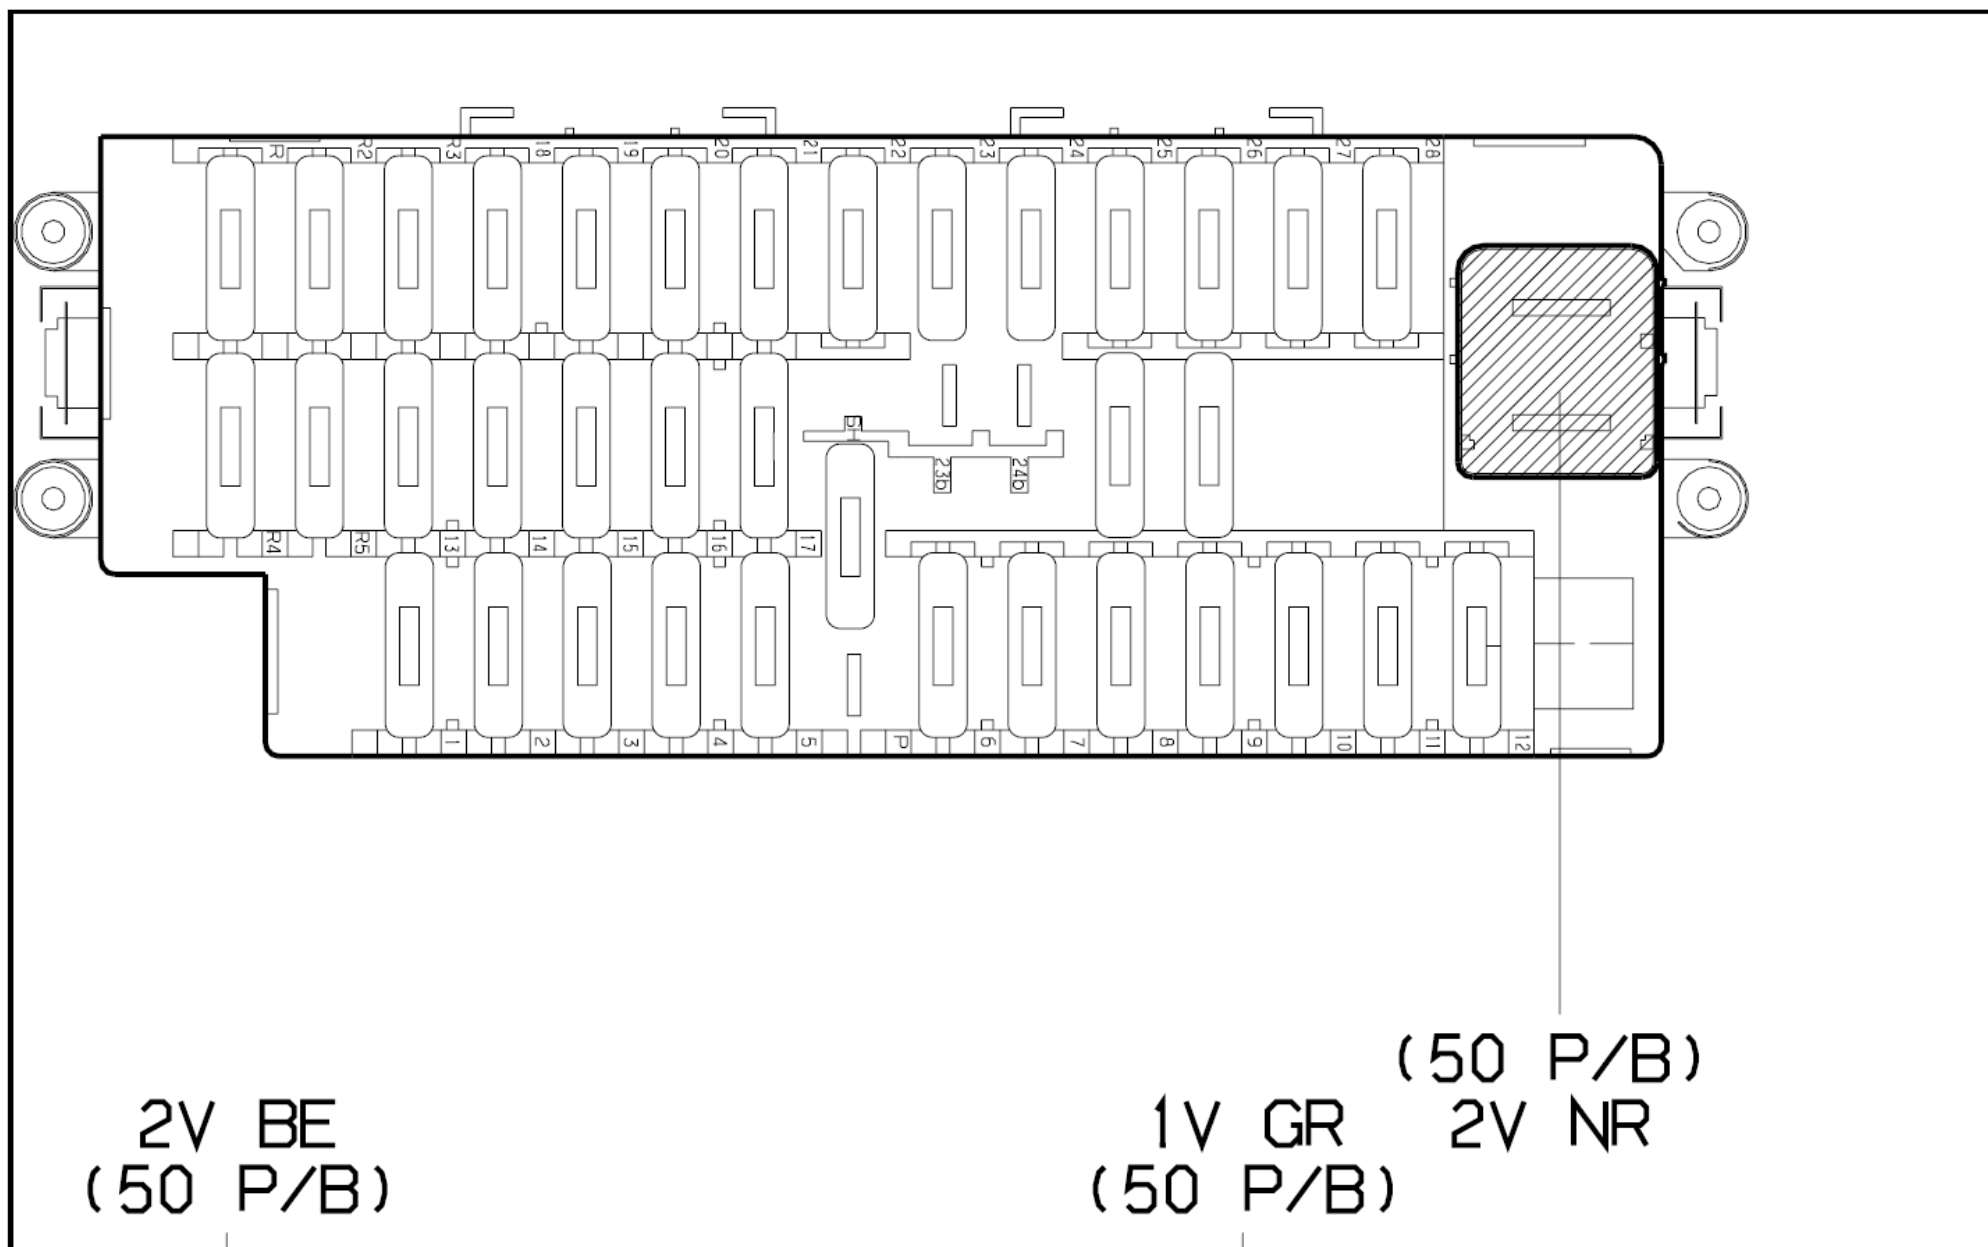 R R2 R3 18 19 20 21 22 23 24 25 26 27 28
G
23b 24b
R4 R5 13 14 15 16 17
1 2 3 4 5 P 6 7 8 9 10 11 12
(50 P/B)
2V BE 1V GR 2V NR
(50 P/B) (50 P/B)